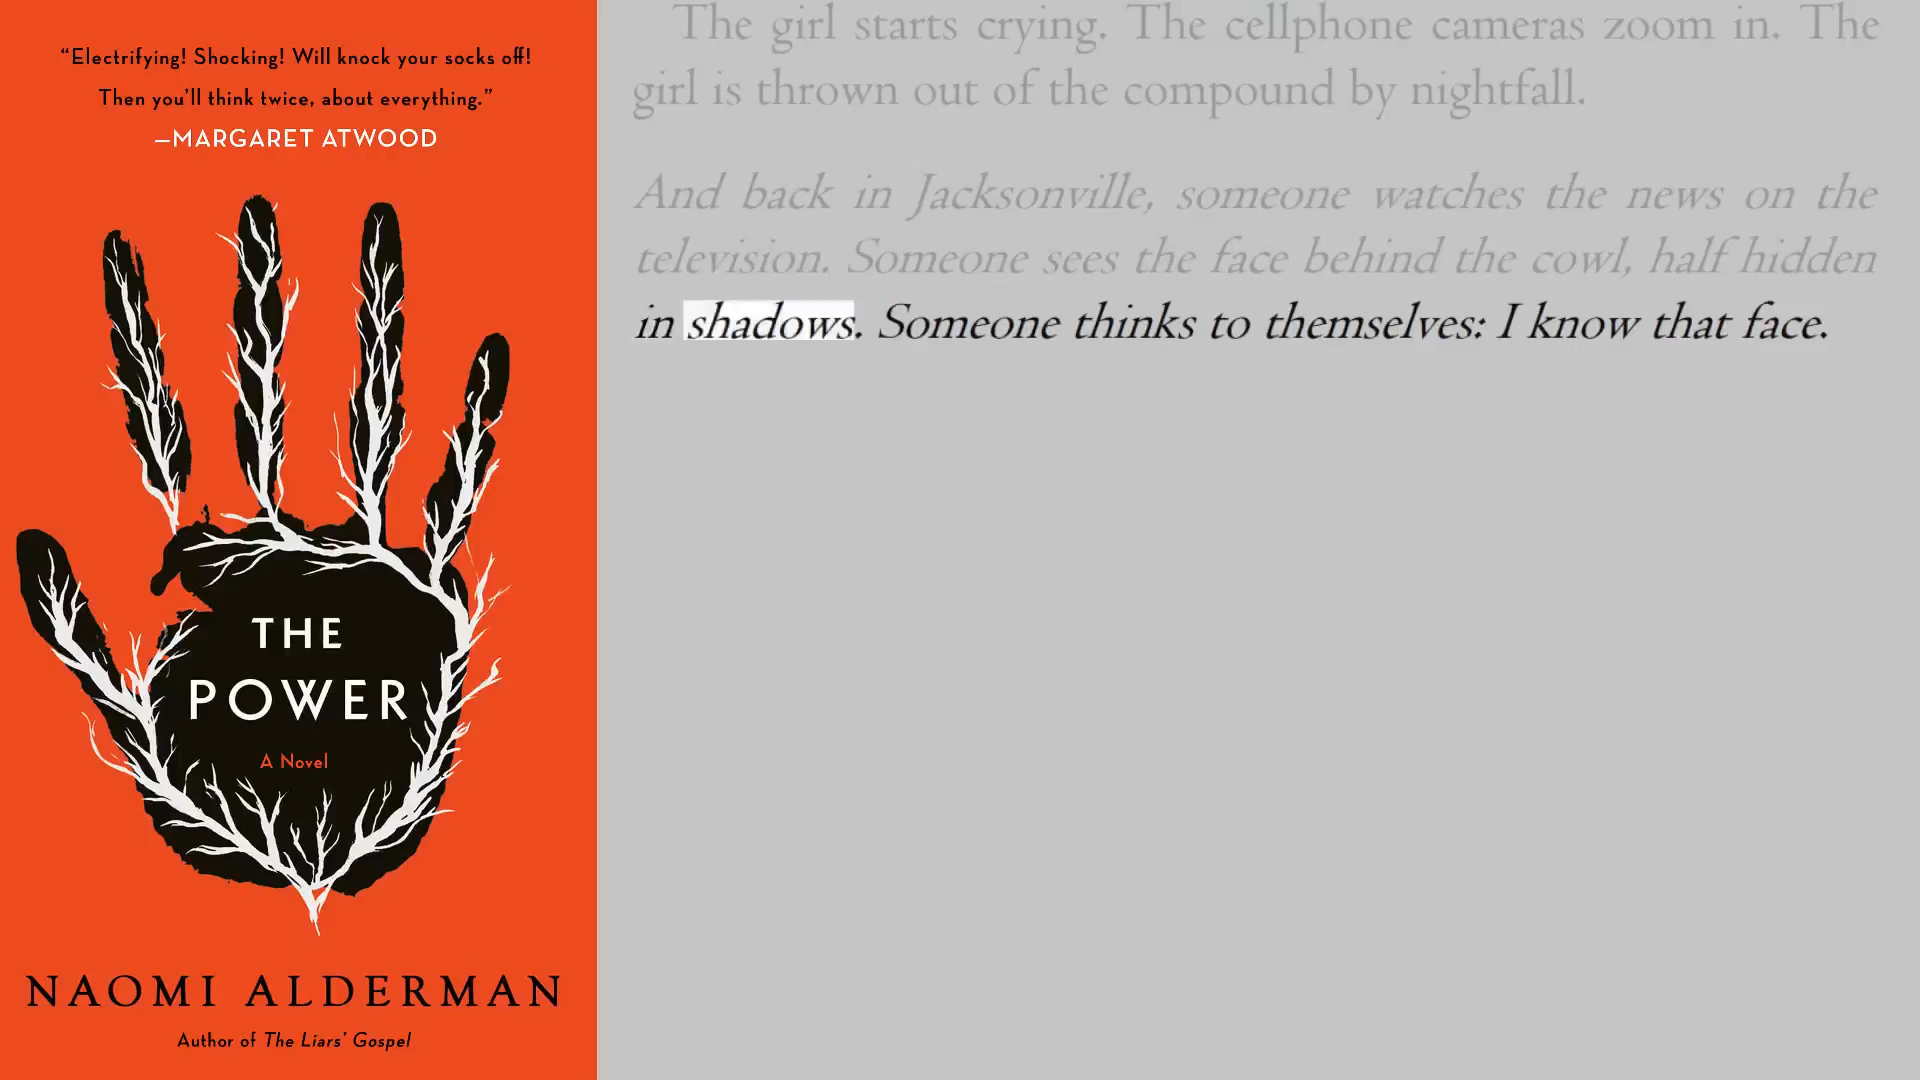 “Electrifying! Shocking! Will knock your socks off!
Then you’ll think twice, about everything.”
—MARGARET ATWOOD
THE
POWER
A Novel
NAOMI ALDERMAN
Author of The Liars’ Gospel
The girl starts crying. The cellphone cameras zoom in. The
girl is thrown out of the compound by nightfall.
And back in Jacksonville, someone watches the news on the
television. Someone sees the face behind the cowl, half hidden
in shadows. Someone thinks to themselves: I know that face.